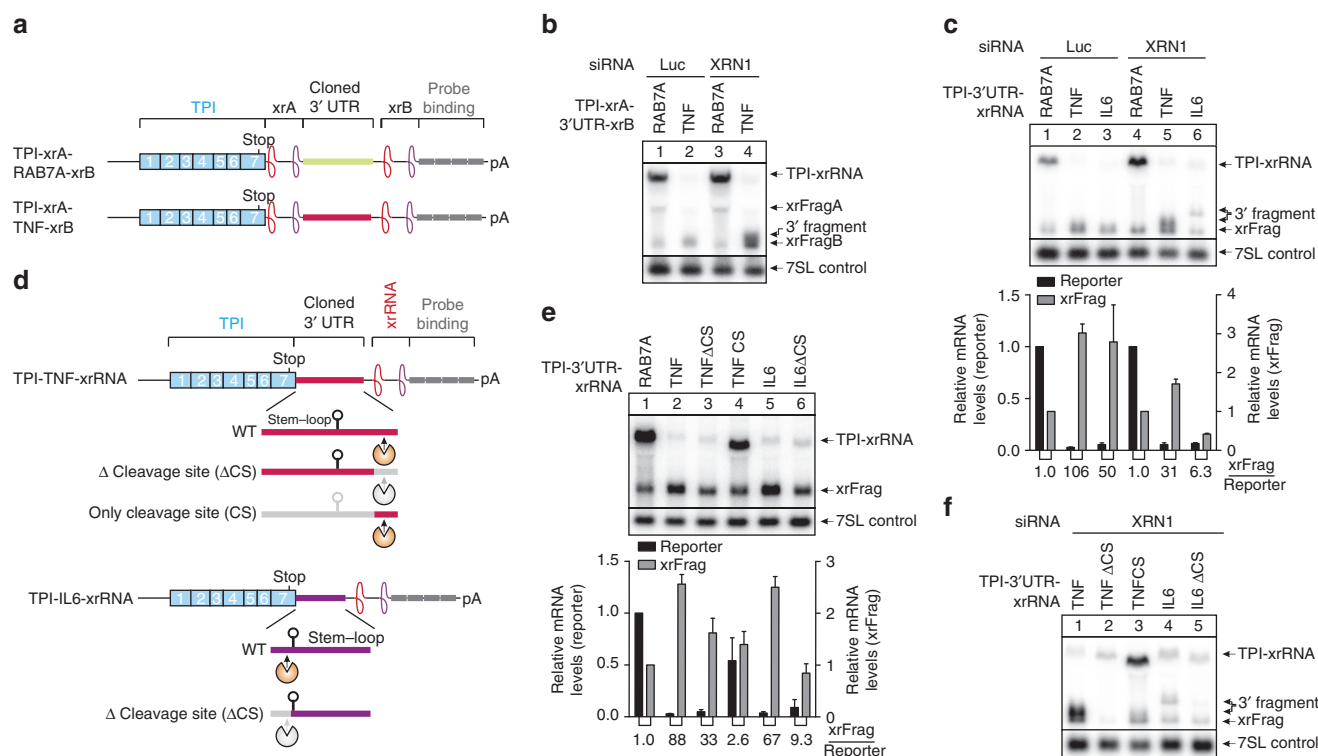 a
TPI
xrA
Cloned
3′ UTR
xrB
Probe
binding
Stop
TPI-xrA-
RAB7A-xrB
1 2 3 4 5 6 7
pA
Stop
TPI-xrA-
TNF-xrB
1 2 3 4 5 6 7
pA
b
siRNA
Luc
XRN1
TPI-xrA-
3′UTR-xrB
RAB7A
TNF
RAB7A
TNF
1 2 3 4
TPI-xrRNA
xrFragA
3′ fragment
xrFragB
7SL control
c
siRNA
Luc
XRN1
TPI-3′UTR-
xrRNA
RAB7A
TNF
IL6
RAB7A
TNF
IL6
1 2 3 4 5 6
TPI-xrRNA
3′ fragment
xrFrag
7SL control
Reporter
xrFrag
Relative mRNA
levels (reporter)
1.5
1.0
0.5
0.0
4
3
2
1
0
Relative mRNA
levels (xrFrag)
1.0 106 50 1.0 31 6.3
xrFrag
Reporter
d
TPI
Cloned
3′ UTR
xrRNA
Probe
binding
Stop
TPI-TNF-xrRNA
1 2 3 4 5 6 7
pA
Stem–loop
WT
Δ Cleavage site (ΔCS)
Only cleavage site (CS)
Stop
TPI-IL6-xrRNA
1 2 3 4 5 6 7
pA
Stem–loop
WT
Δ Cleavage site (ΔCS)
e
TPI-3′UTR-
xrRNA
RAB7A
TNF
TNFΔCS
TNF CS
IL6
IL6ΔCS
1 2 3 4 5 6
TPI-xrRNA
xrFrag
7SL control
Reporter
xrFrag
Relative mRNA
levels (reporter)
1.5
1.0
0.5
0.0
3
2
1
0
Relative mRNA
levels (xrFrag)
1.0 88 33 2.6 67 9.3
xrFrag
Reporter
f
siRNA
XRN1
TPI-3′UTR-
xrRNA
TNF
TNF ΔCS
TNFCS
IL6
IL6 ΔCS
1 2 3 4 5
TPI-xrRNA
3′ fragment
xrFrag
7SL control